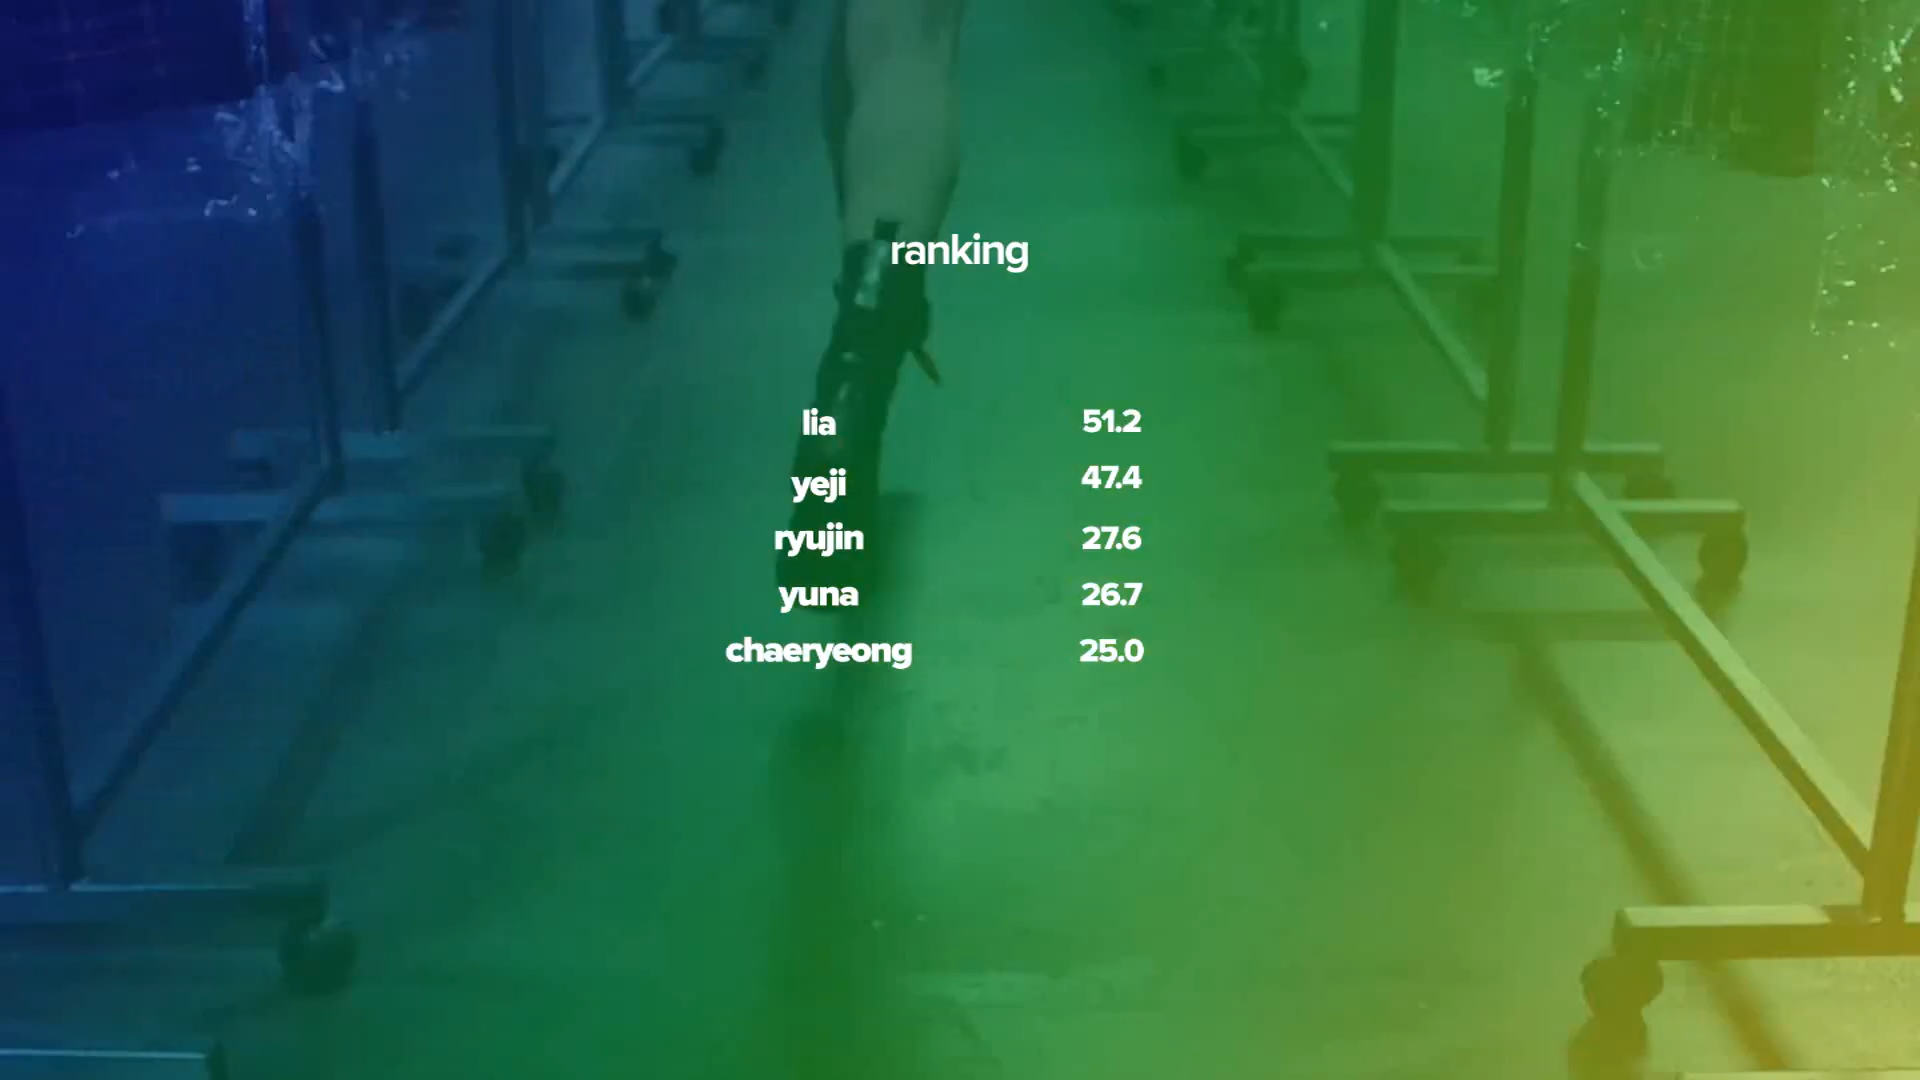 ranking
lia 51.2
yeji 47.4
ryujin 27.6
yuna 26.7
chaeryeong 25.0